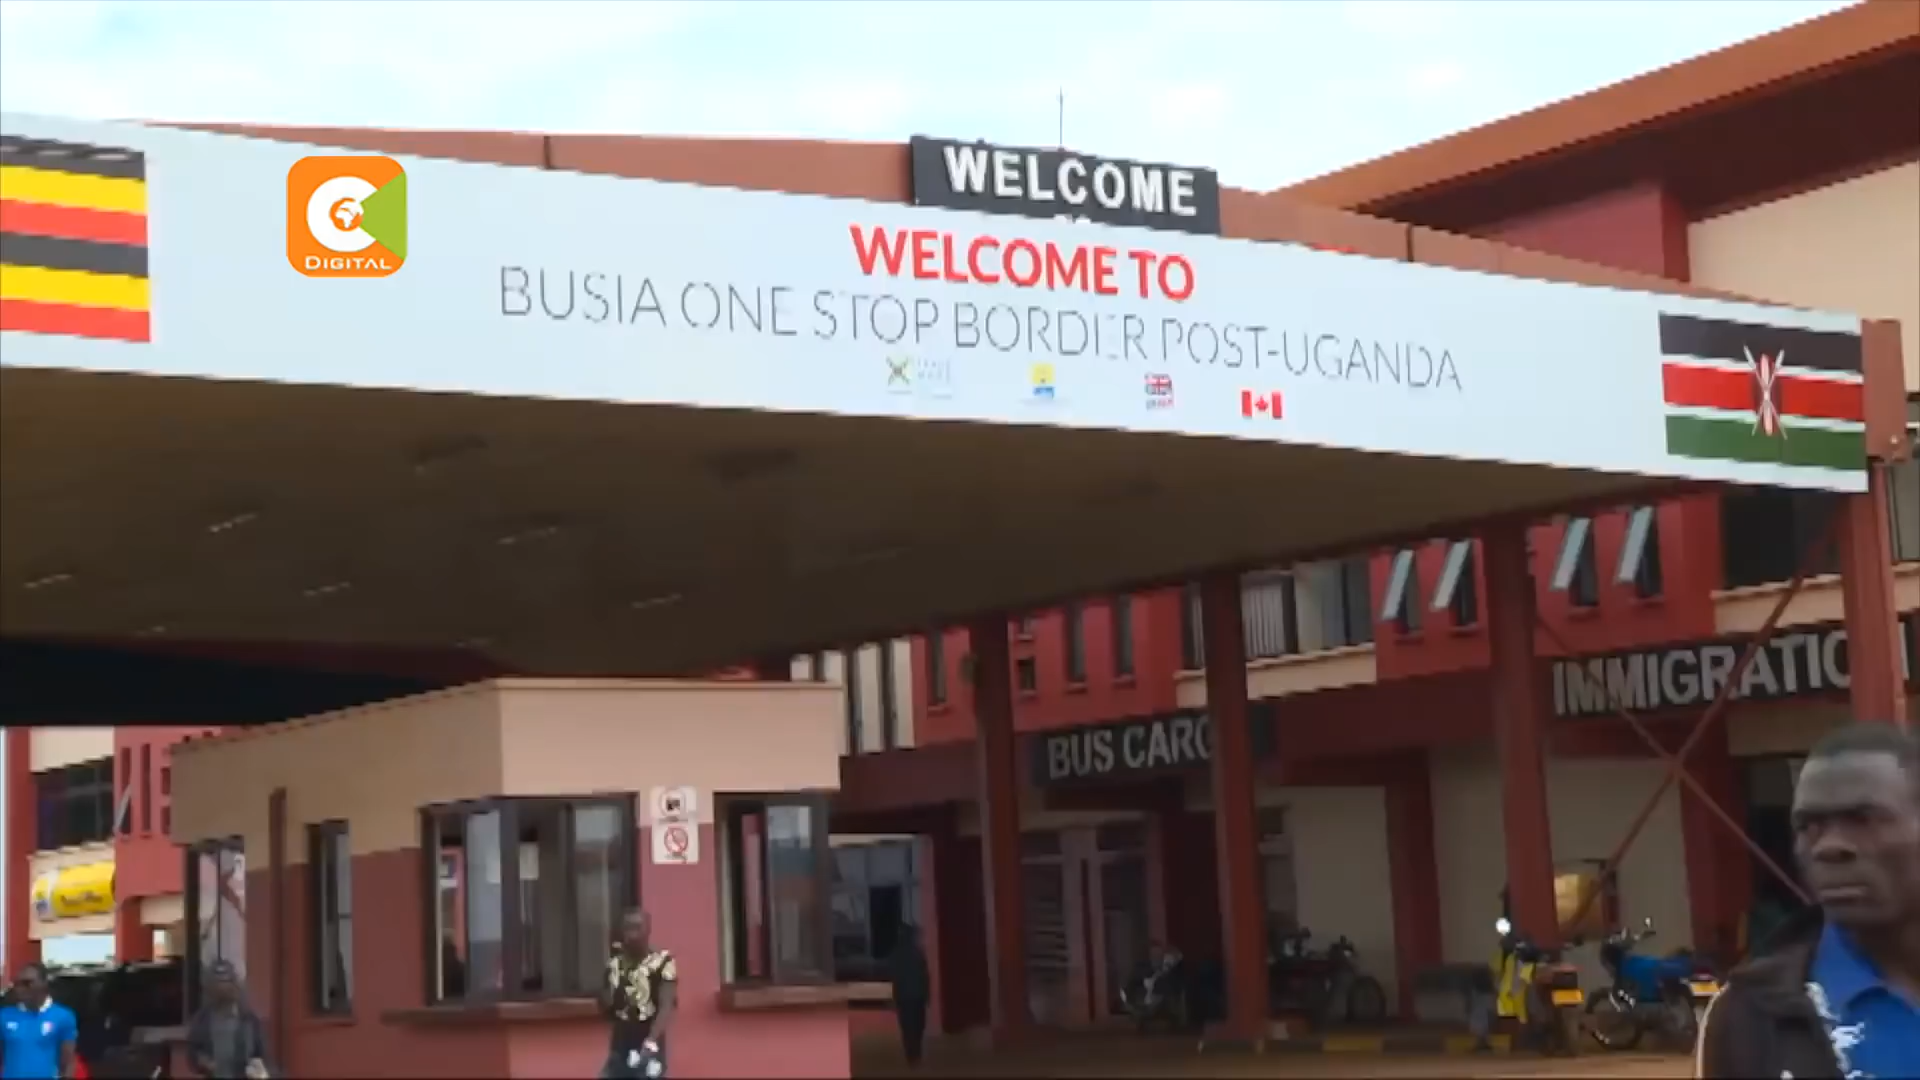 WELCOME
WELCOME TO
BUSIA ONE STOP BORDER POST-UGANDA
DIGITAL
BUS CARG
IMMIGRATIO